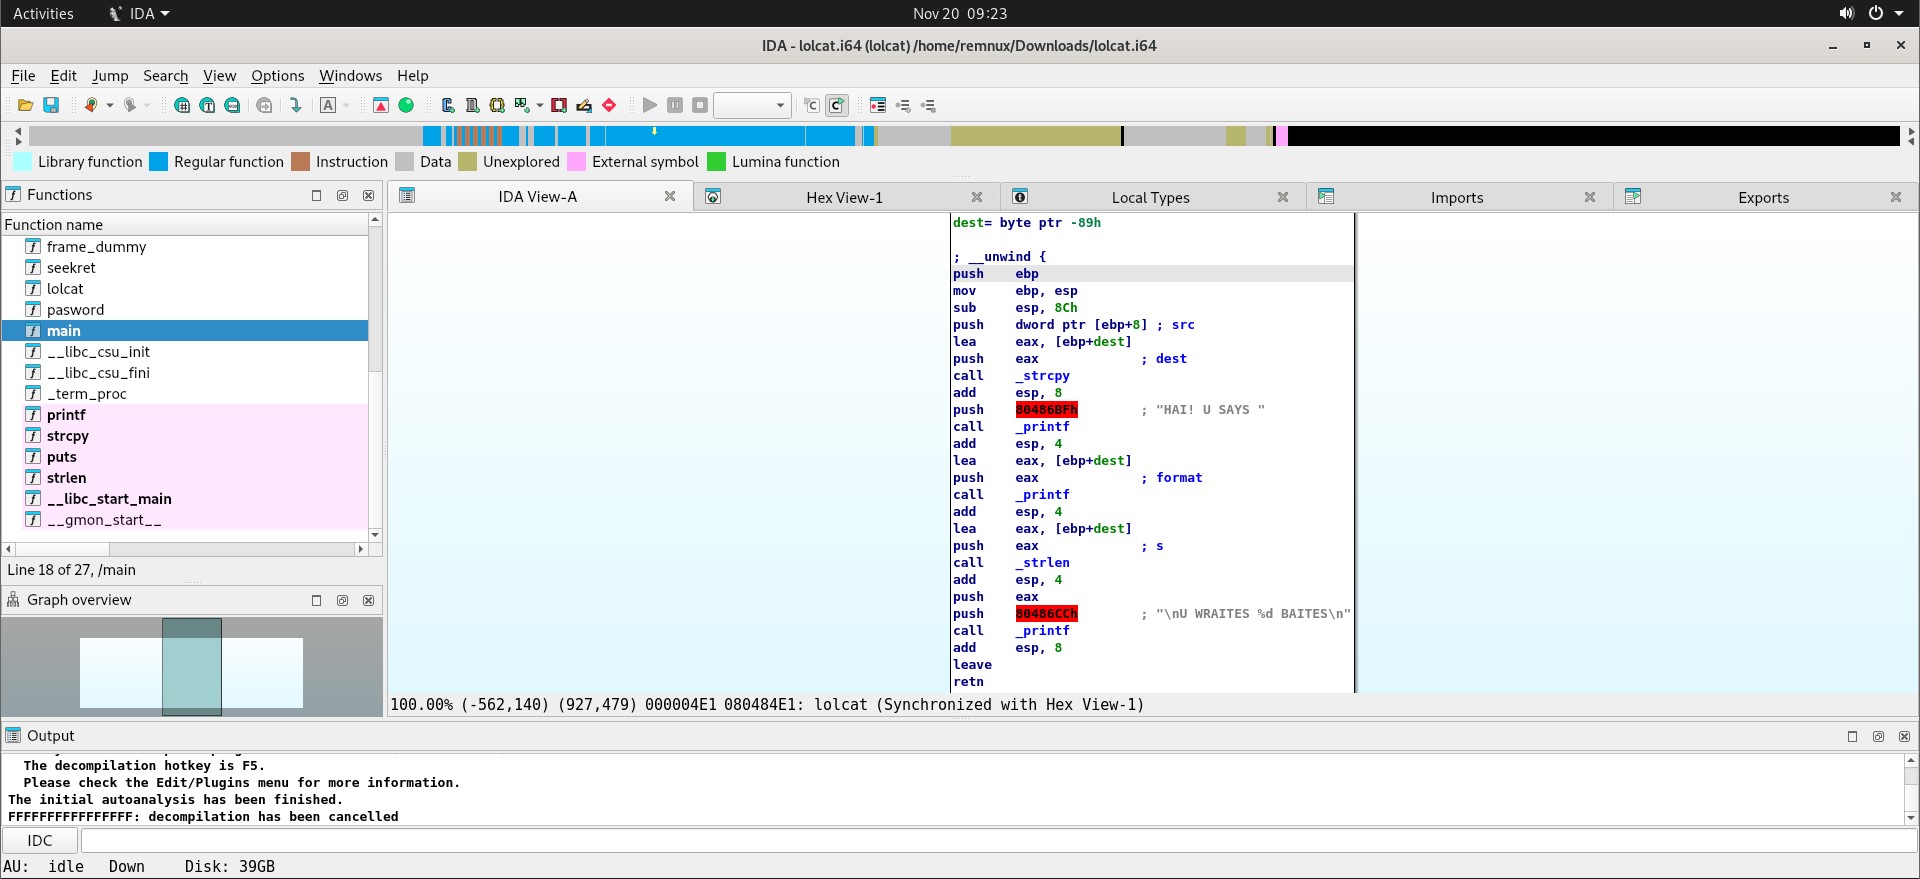 Activities IDA Nov 20 09:23
IDA - lolcat.i64 (lolcat) /home/remnux/Downloads/lolcat.i64
File Edit Jump Search View Options Windows Help
Library function Regular function Instruction Data Unexplored External symbol Lumina function
Functions
Function name
frame_dummy
seekret
lolcat
pasword
main
__libc_csu_init
__libc_csu_fini
_term_proc
printf
strcpy
puts
strlen
__libc_start_main
__gmon_start__
Line 18 of 27, /main
Graph overview
IDA View-A Hex View-1 Local Types Imports Exports
dest= byte ptr -89h
; __unwind {
push ebp
mov ebp, esp
sub esp, 8Ch
push dword ptr [ebp+8] ; src
lea eax, [ebp+dest]
push eax ; dest
call _strcpy
add esp, 8
push 80486BFh ; "HAI! U SAYS "
call _printf
add esp, 4
lea eax, [ebp+dest]
push eax ; format
call _printf
add esp, 4
lea eax, [ebp+dest]
push eax ; s
call _strlen
add esp, 4
push eax
push 80486CCh ; "\nU WRAITES %d BAITES\n"
call _printf
add esp, 8
leave
retn
100.00% (-562,140) (927,479) 000004E1 080484E1: lolcat (Synchronized with Hex View-1)
Output
The decompilation hotkey is F5.
Please check the Edit/Plugins menu for more information.
The initial autoanalysis has been finished.
FFFFFFFFFFFFFFFF: decompilation has been cancelled
IDC
AU: idle Down Disk: 39GB